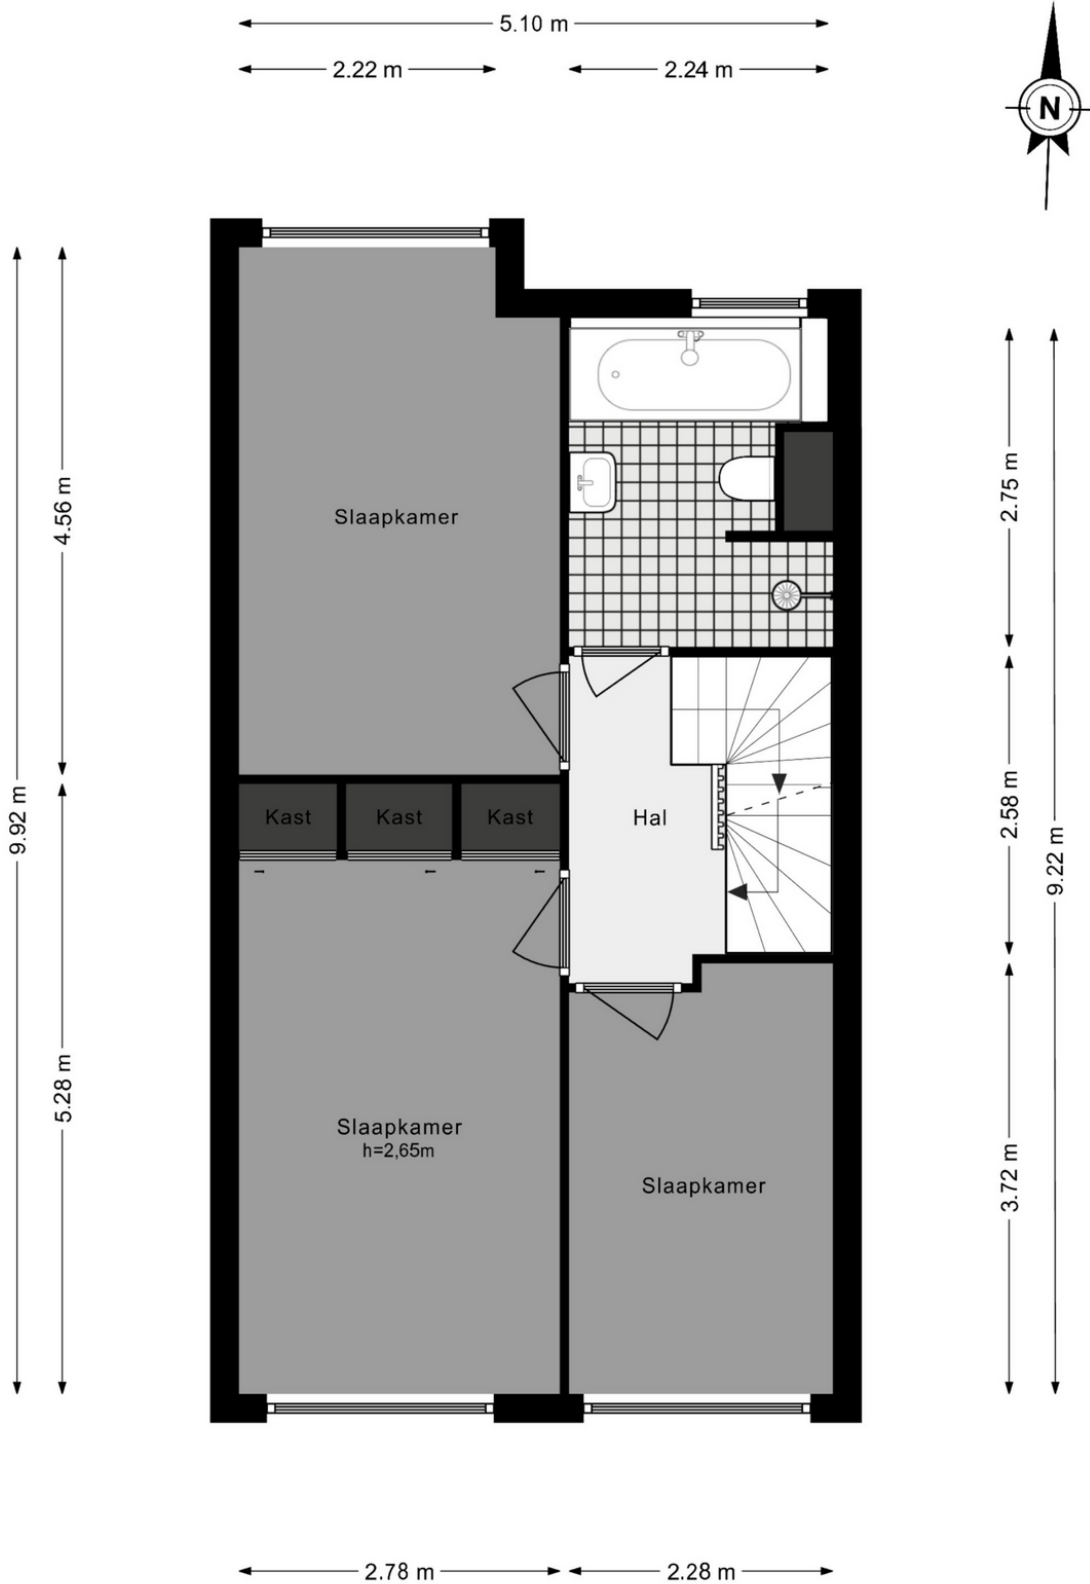 5.10 m
2.22 m
2.24 m
N
4.56 m
9.92 m
5.28 m
Slaapkamer
Kast
Kast
Kast
Hal
Slaapkamer
h=2,65m
Slaapkamer
2.75 m
2.58 m
9.22 m
3.72 m
2.78 m
2.28 m